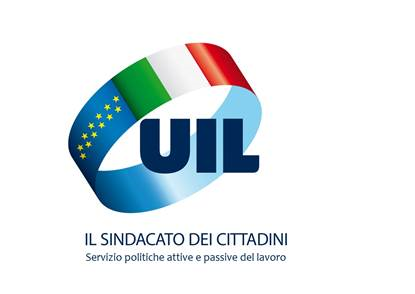 UIL
IL SINDACATO DEI CITTADINI
Servizio politiche attive e passive del lavoro